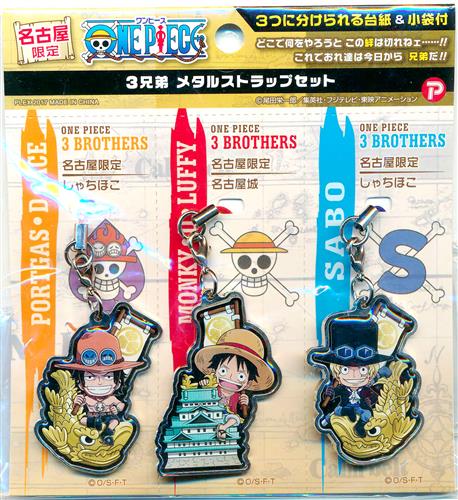 名古屋
限定
ワンピース
ONE PIECE
3つに分けられる台紙&小袋付
どこで何をやろうと この絆は切れねェ……!!
これでおれ達は今日から 兄弟だ!!
3兄弟 メタルストラップセット
PLEX 2017 MADE IN CHINA
©尾田栄一郎/集英社・フジテレビ・東映アニメーション
P
PORTGAS・D・ACE
ONE PIECE
3 BROTHERS
名古屋限定
しゃちほこ
MONKEY・D・LUFFY
ONE PIECE
3 BROTHERS
名古屋限定
名古屋城
SABO
ONE PIECE
3 BROTHERS
名古屋限定
しゃちほこ
S
©O/S・F・T
©O/S・F・T
©O/S・F・T